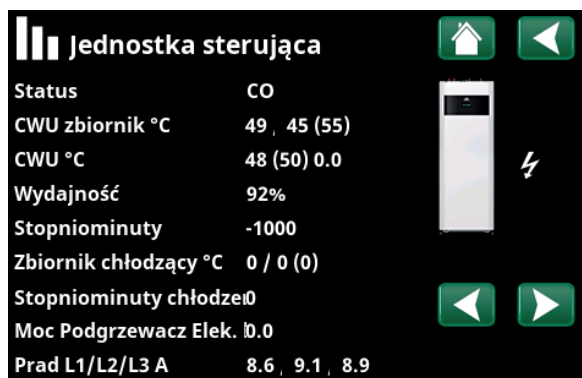 Jednostka sterująca
Status CO
CWU zbiornik °C 49 , 45 (55)
CWU °C 48 (50) 0.0
Wydajność 92%
Stopniominuty -1000
Zbiornik chłodzący °C 0 / 0 (0)
Stopniominuty chłodzei0
Moc Podgrzewacz Elek. 0.0
Prad L1/L2/L3 A 8.6 , 9.1 , 8.9